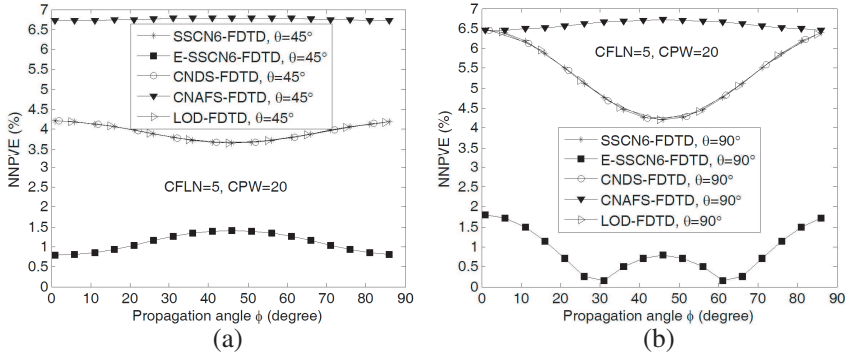 7
6.5
6
5.5
5
4.5
4
3.5
3
2.5
2
1.5
1
0.5
0
NNPVE (%)
SSCN6-FDTD, θ=45°
E-SSCN6-FDTD, θ=45°
CNDS-FDTD, θ=45°
CNAFS-FDTD, θ=45°
LOD-FDTD, θ=45°
CFLN=5, CPW=20
0 10 20 30 40 50 60 70 80 90
Propagation angle ϕ (degree)
(a)
7
6.5
6
5.5
5
4.5
4
3.5
3
2.5
2
1.5
1
0.5
0
NNPVE (%)
CFLN=5, CPW=20
SSCN6-FDTD, θ=90°
E-SSCN6-FDTD, θ=90°
CNDS-FDTD, θ=90°
CNAFS-FDTD, θ=90°
LOD-FDTD, θ=90°
0 10 20 30 40 50 60 70 80 90
Propagation angle ϕ (degree)
(b)